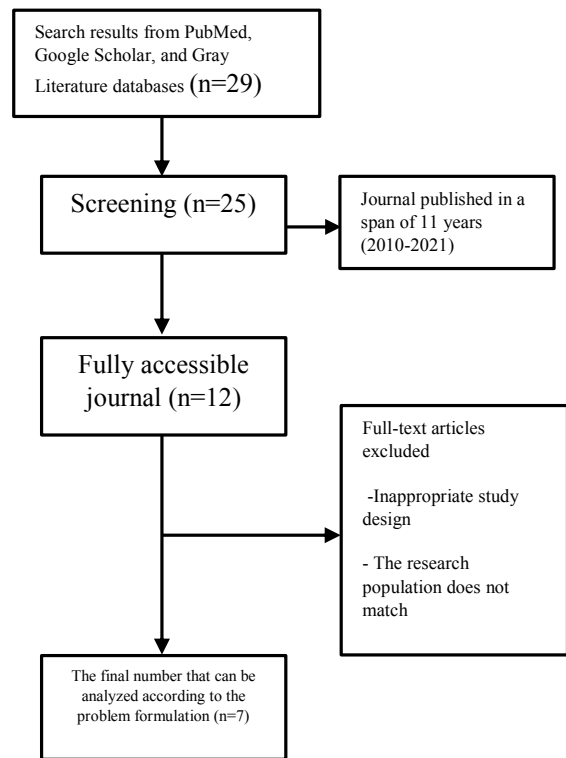 Search results from PubMed,
Google Scholar, and Gray
Literature databases (n=29)
Screening (n=25)
Journal published in a
span of 11 years
(2010-2021)
Fully accessible
journal (n=12)
Full-text articles
excluded
-Inappropriate study
design
- The research
population does not
match
The final number that can be
analyzed according to the
problem formulation (n=7)